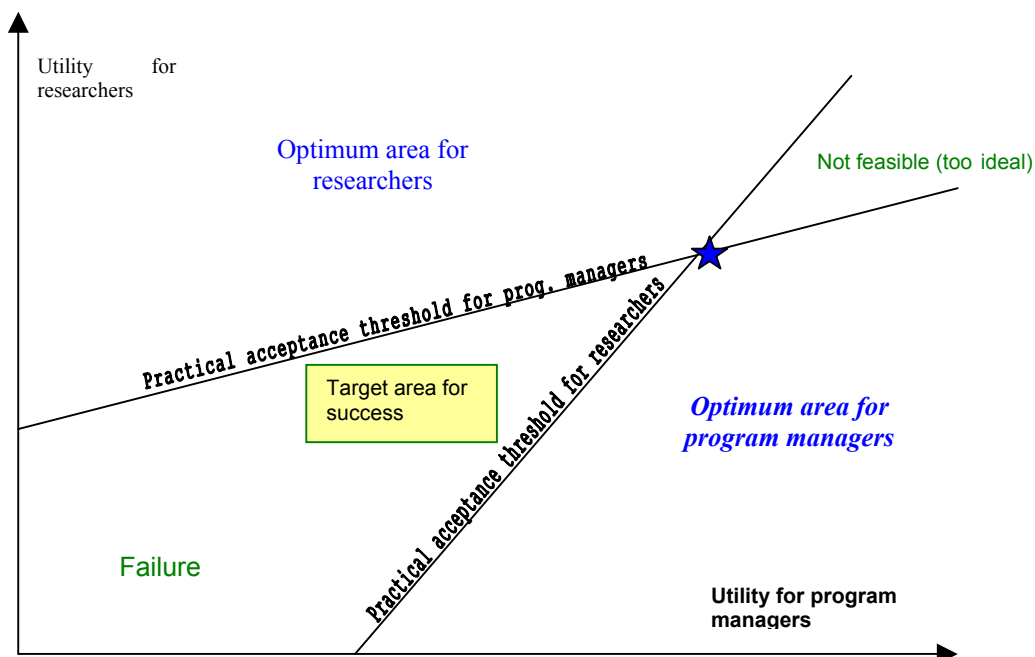 Utility for
researchers
Optimum area for
researchers
Not feasible (too ideal)
Practical acceptance threshold for prog. managers
Practical acceptance threshold for researchers
Target area for
success
Optimum area for
program managers
Failure
Utility for program
managers